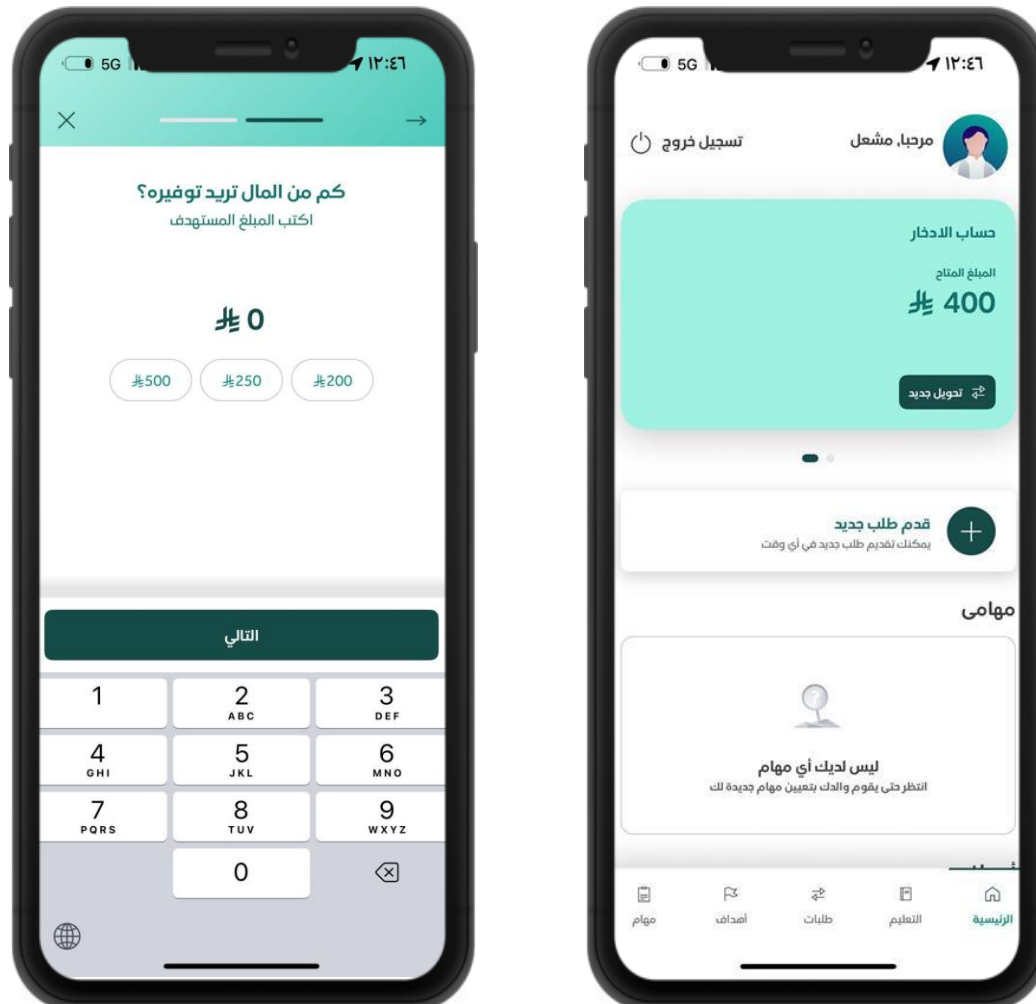 5G
١٢:٤٦
كم من المال تريد توفيره؟
اكتب المبلغ المستهدف
0
200
250
500
التالي
1
2
ABC
3
DEF
4
GHI
5
JKL
6
MNO
7
PQRS
8
TUV
9
WXYZ
0
5G
١٢:٤٦
مرحبا, مشعل
تسجيل خروج
حساب الادخار
المبلغ المتاح
400
تحويل جديد
قدم طلب جديد
يمكنك تقديم طلب جديد في أي وقت
مهامي
ليس لديك أي مهام
انتظر حتى يقوم والدك بتعيين مهام جديدة لك
الرئيسية
التعليم
طلبات
أهداف
مهام